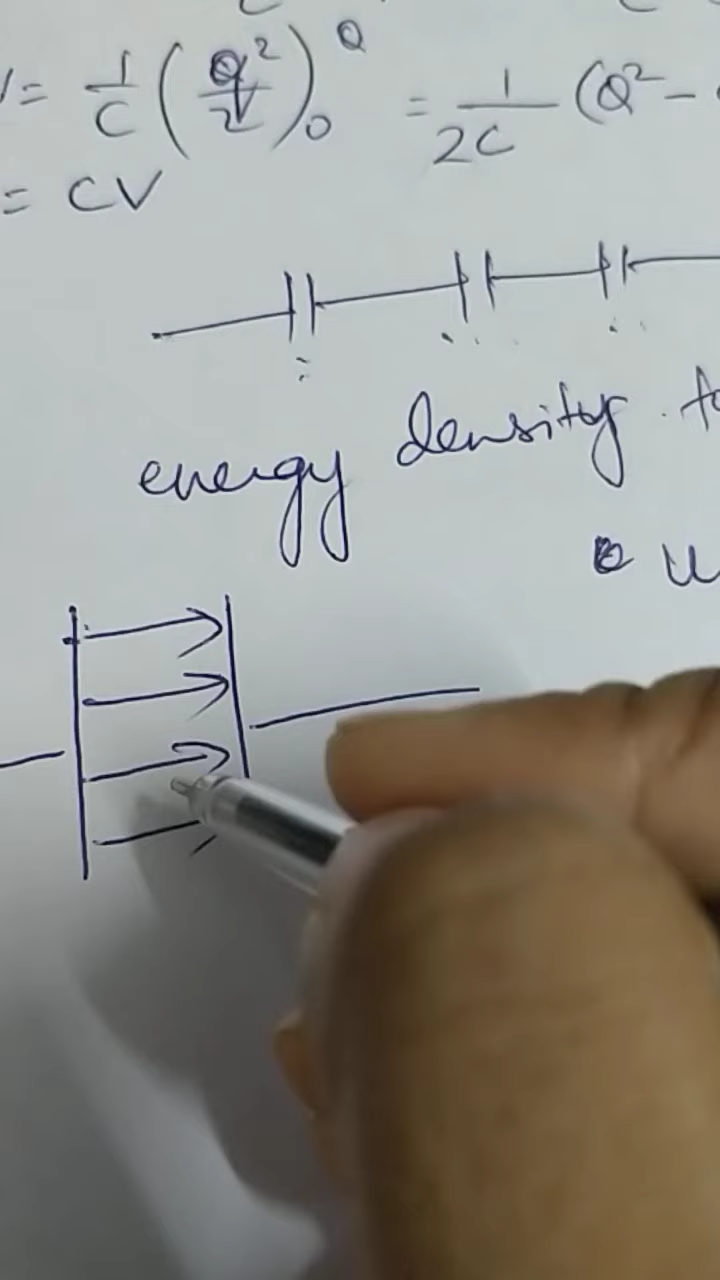 = 1/C (Q²/2)₀^Q = 1/2C (Q² -
= CV
energy density
u